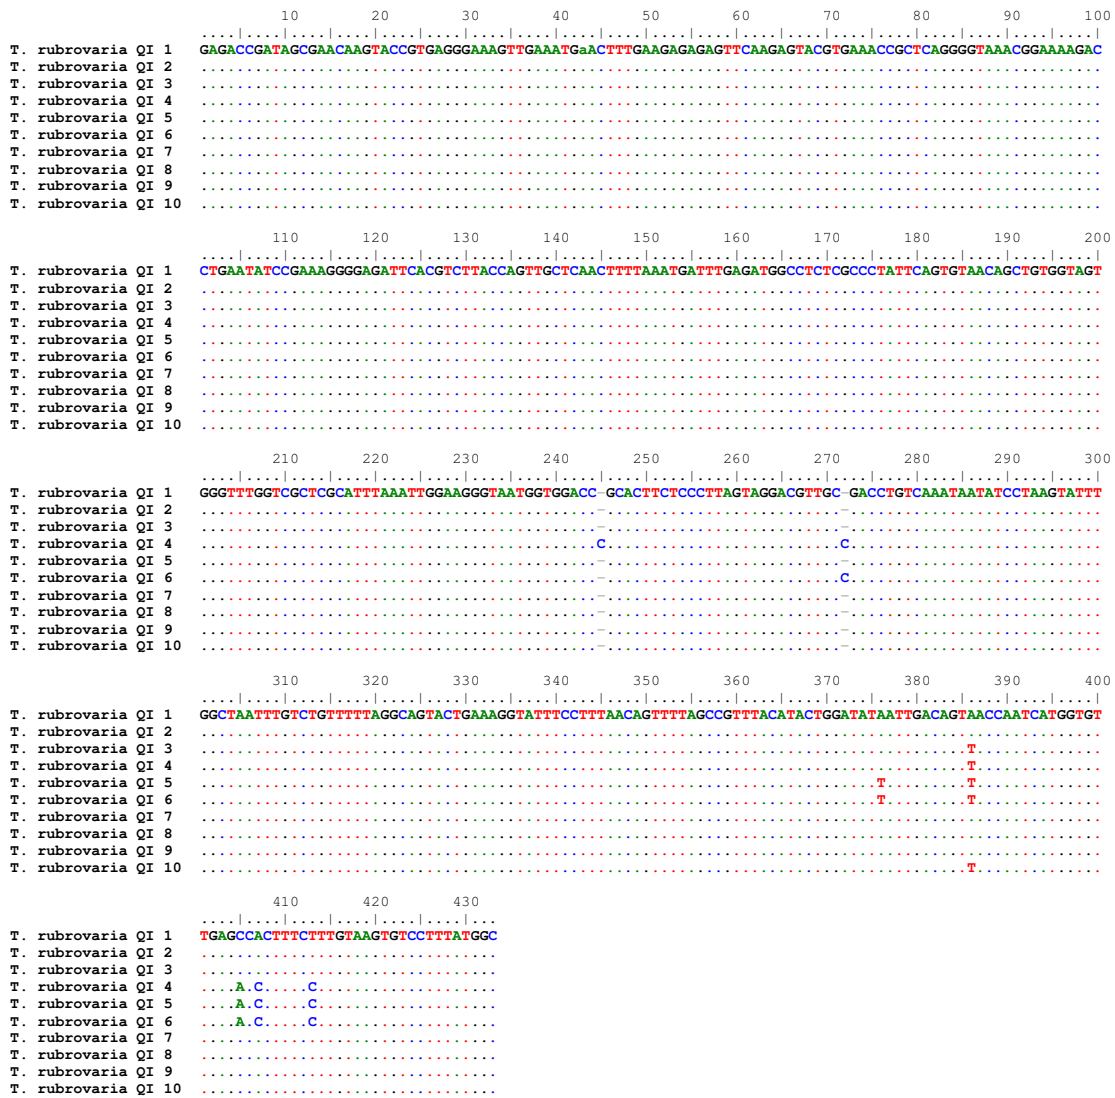 10 20 30 40 50 60 70 80 90 100
....|....|....|....|....|....|....|....|....|....|....|....|....|....|....|....|....|....|....|....|
T. rubrovaria QI 1 GAGACCGATAGCGAACAAGTACCGTGAGGGAAAGTTGAAATGaACTTTGAAGAGAGAGTTCAAGAGTACGTGAAACCGCTCAGGGGTAAACGGAAAAGAC
T. rubrovaria QI 2 ....................................................................................................
T. rubrovaria QI 3 ....................................................................................................
T. rubrovaria QI 4 ....................................................................................................
T. rubrovaria QI 5 ....................................................................................................
T. rubrovaria QI 6 ....................................................................................................
T. rubrovaria QI 7 ....................................................................................................
T. rubrovaria QI 8 ....................................................................................................
T. rubrovaria QI 9 ....................................................................................................
T. rubrovaria QI 10 ....................................................................................................
110 120 130 140 150 160 170 180 190 200
....|....|....|....|....|....|....|....|....|....|....|....|....|....|....|....|....|....|....|....|
T. rubrovaria QI 1 CTGAATATCCGAAAGGGGAGATTCACGTCTTACCAGTTGCTCAACTTTTAAATGATTTGAGATGGCCTCTCGCCCTATTCAGTGTAACAGCTGTGGTAGT
T. rubrovaria QI 2 ....................................................................................................
T. rubrovaria QI 3 ....................................................................................................
T. rubrovaria QI 4 ....................................................................................................
T. rubrovaria QI 5 ....................................................................................................
T. rubrovaria QI 6 ....................................................................................................
T. rubrovaria QI 7 ....................................................................................................
T. rubrovaria QI 8 ....................................................................................................
T. rubrovaria QI 9 ....................................................................................................
T. rubrovaria QI 10 ....................................................................................................
210 220 230 240 250 260 270 280 290 300
....|....|....|....|....|....|....|....|....|....|....|....|....|....|....|....|....|....|....|....|
T. rubrovaria QI 1 GGGTTTGGTCGCTCGCATTTAAATTGGAAGGGTAATGGTGGACC-GCACTTCTCCCTTAGTAGGACGTTGC-GACCTGTCAAATAATATCCTAAGTATTT
T. rubrovaria QI 2 ............................................-..........................-............................
T. rubrovaria QI 3 ............................................-..........................-............................
T. rubrovaria QI 4 ............................................C..........................C............................
T. rubrovaria QI 5 ............................................-..........................-............................
T. rubrovaria QI 6 ............................................-..........................C............................
T. rubrovaria QI 7 ............................................-..........................-............................
T. rubrovaria QI 8 ............................................-..........................-............................
T. rubrovaria QI 9 ............................................-..........................-............................
T. rubrovaria QI 10 ............................................-..........................-............................
310 320 330 340 350 360 370 380 390 400
....|....|....|....|....|....|....|....|....|....|....|....|....|....|....|....|....|....|....|....|
T. rubrovaria QI 1 GGCTAATTTGTCTGTTTTTAGGCAGTACTGAAAGGTATTTCCTTTAACAGTTTTAGCCGTTTACATACTGGATATAATTGACAGTAACCAATCATGGTGT
T. rubrovaria QI 2 ....................................................................................................
T. rubrovaria QI 3 .....................................................................................T..............
T. rubrovaria QI 4 .....................................................................................T..............
T. rubrovaria QI 5 ...........................................................................T.........T..............
T. rubrovaria QI 6 ...........................................................................T.........T..............
T. rubrovaria QI 7 ....................................................................................................
T. rubrovaria QI 8 ....................................................................................................
T. rubrovaria QI 9 ....................................................................................................
T. rubrovaria QI 10 .....................................................................................T..............
410 420 430
....|....|....|....|....|....|...
T. rubrovaria QI 1 TGAGCCACTTTCTTTGTAAGTGTCCTTTATGGC
T. rubrovaria QI 2 .................................
T. rubrovaria QI 3 .................................
T. rubrovaria QI 4 ....A.C.....C....................
T. rubrovaria QI 5 ....A.C.....C....................
T. rubrovaria QI 6 ....A.C.....C....................
T. rubrovaria QI 7 .................................
T. rubrovaria QI 8 .................................
T. rubrovaria QI 9 .................................
T. rubrovaria QI 10 .................................